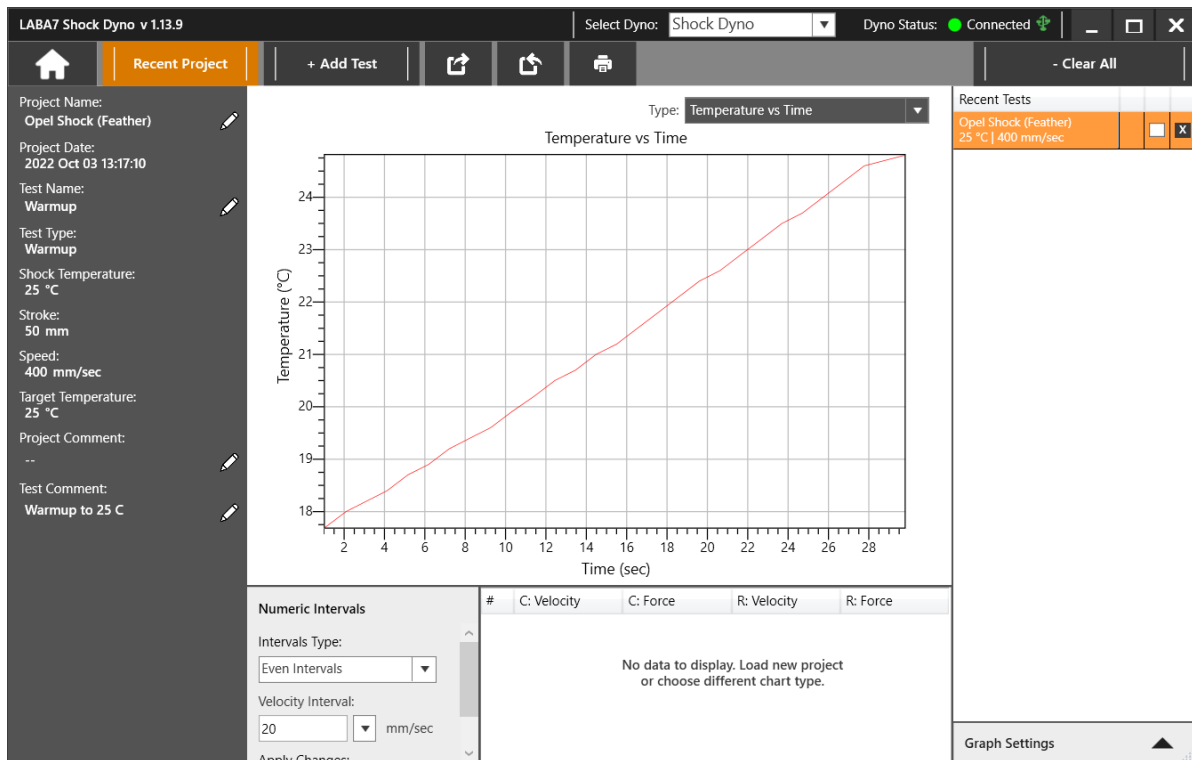 LABA7 Shock Dyno v 1.13.9
Select Dyno: Shock Dyno
Dyno Status: Connected
Recent Project
+ Add Test
- Clear All
Project Name:
Opel Shock (Feather)
Project Date:
2022 Oct 03 13:17:10
Test Name:
Warmup
Test Type:
Warmup
Shock Temperature:
25 °C
Stroke:
50 mm
Speed:
400 mm/sec
Target Temperature:
25 °C
Project Comment:
--
Test Comment:
Warmup to 25 C
Type: Temperature vs Time
Temperature vs Time
Temperature (°C)
24
23
22
21
20
19
18
2 4 6 8 10 12 14 16 18 20 22 24 26 28
Time (sec)
Numeric Intervals
Intervals Type:
Even Intervals
Velocity Interval:
20 mm/sec
Apply Changes:
# C: Velocity C: Force R: Velocity R: Force
No data to display. Load new project
or choose different chart type.
Recent Tests
Opel Shock (Feather)
25 °C | 400 mm/sec
X
Graph Settings